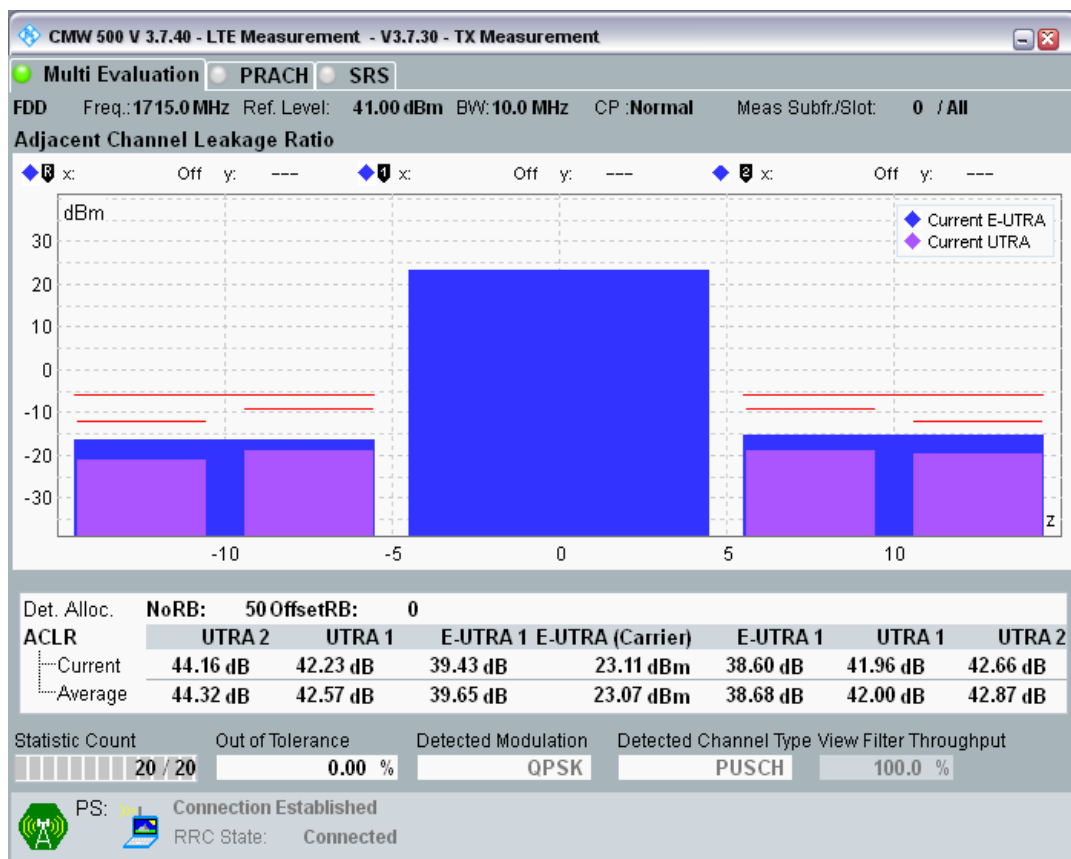 CMW 500 V 3.7.40 - LTE Measurement - V3.7.30 - TX Measurement
Multi Evaluation PRACH SRS
FDD Freq.:1715.0 MHz Ref. Level: 41.00 dBm BW:10.0 MHz CP :Normal Meas Subfr./Slot: 0 / All
Adjacent Channel Leakage Ratio
R x: Off y: --- 1 x: Off y: --- 2 x: Off y: ---
dBm
Current E-UTRA
Current UTRA
30
20
10
0
-10
-20
-30
z
-10 -5 0 5 10
Det. Alloc. NoRB: 50 OffsetRB: 0
ACLR UTRA 2 UTRA 1 E-UTRA 1 E-UTRA (Carrier) E-UTRA 1 UTRA 1 UTRA 2
Current 44.16 dB 42.23 dB 39.43 dB 23.11 dBm 38.60 dB 41.96 dB 42.66 dB
Average 44.32 dB 42.57 dB 39.65 dB 23.07 dBm 38.68 dB 42.00 dB 42.87 dB
Statistic Count Out of Tolerance Detected Modulation Detected Channel Type View Filter Throughput
20 / 20 0.00 % QPSK PUSCH 100.0 %
PS: Connection Established
RRC State: Connected